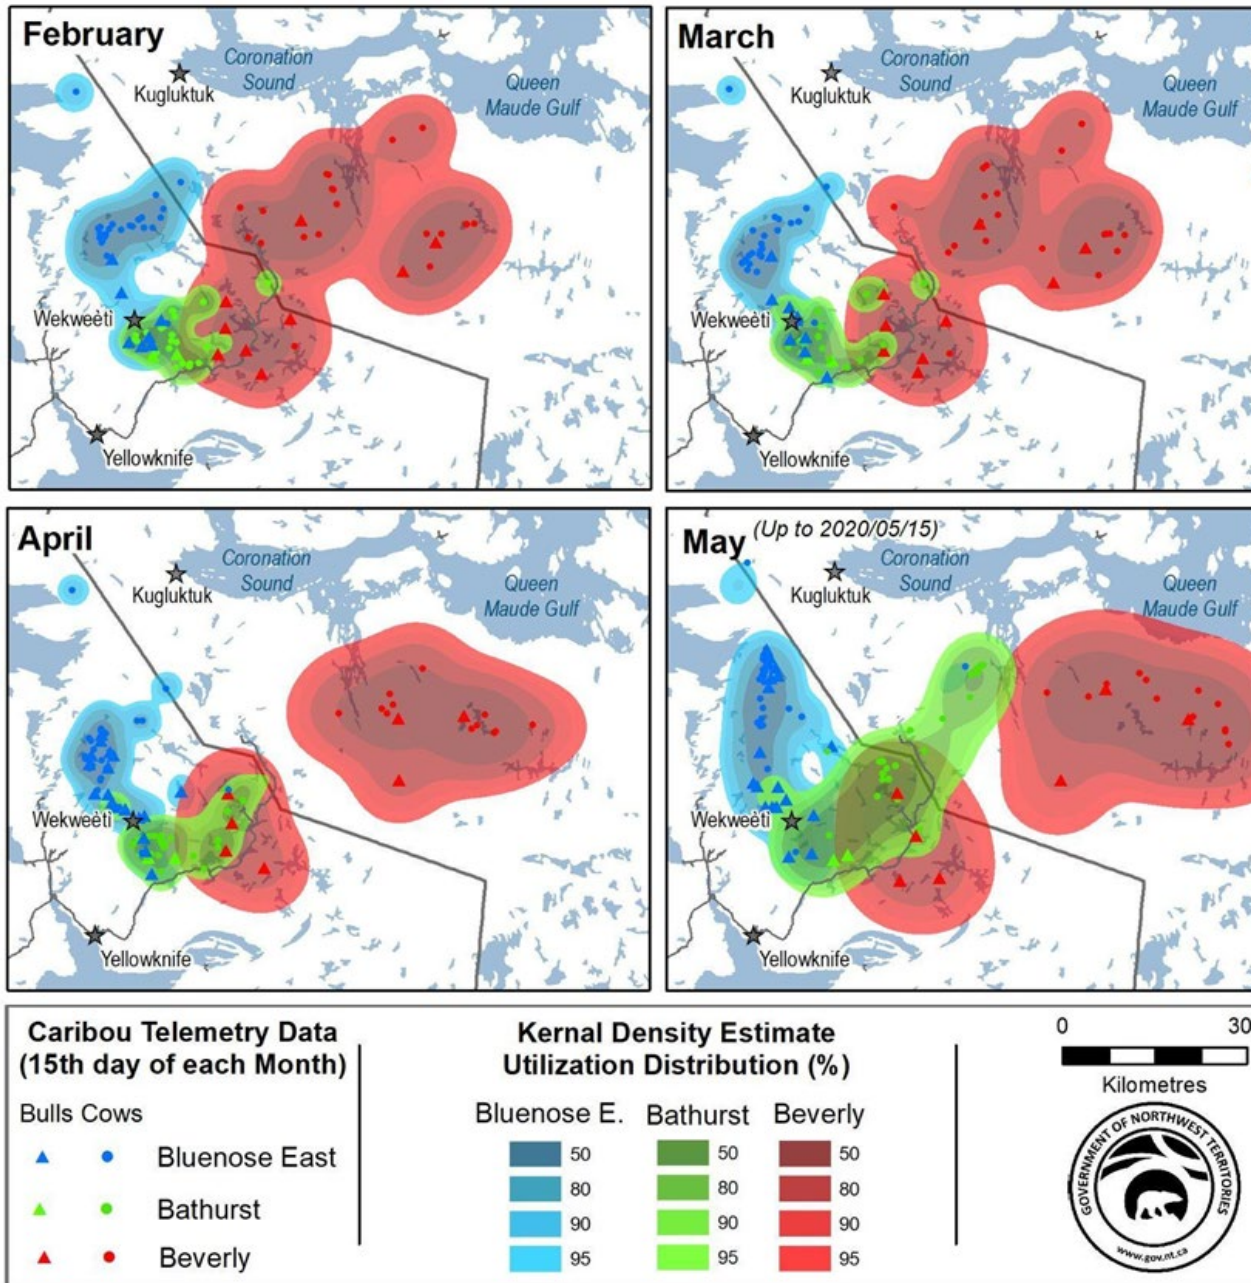 February
Coronation
Sound
Kugluktuk
Queen
Maude Gulf
Wekweètì
Yellowknife
March
Coronation
Sound
Kugluktuk
Queen
Maude Gulf
Wekweètì
Yellowknife
April
Coronation
Sound
Kugluktuk
Queen
Maude Gulf
Wekweètì
Yellowknife
May (Up to 2020/05/15)
Coronation
Sound
Kugluktuk
Queen
Maude Gulf
Wekweètì
Yellowknife
Caribou Telemetry Data
(15th day of each Month)
Bulls Cows
Bluenose East
Bathurst
Beverly
Kernal Density Estimate
Utilization Distribution (%)
Bluenose E. Bathurst Beverly
50 50 50
80 80 80
90 90 90
95 95 95
0 30
Kilometres
GOVERNMENT OF NORTHWEST TERRITORIES
www.gov.nt.ca